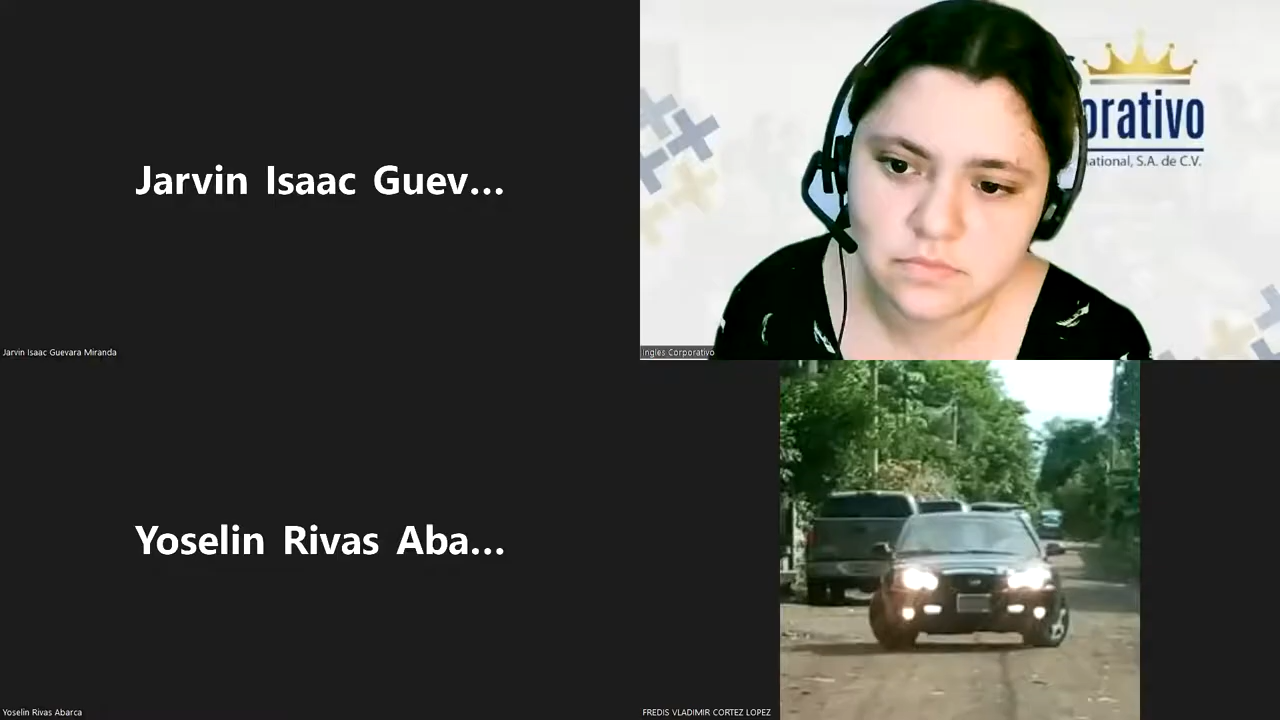 Jarvin Isaac Guev...
Jarvin Isaac Guevara Miranda
orativo
national, S.A. de C.V.
Ingles Corporativo
Yoselin Rivas Aba...
Yoselin Rivas Abarca
FREDIS VLADIMIR CORTEZ LOPEZ